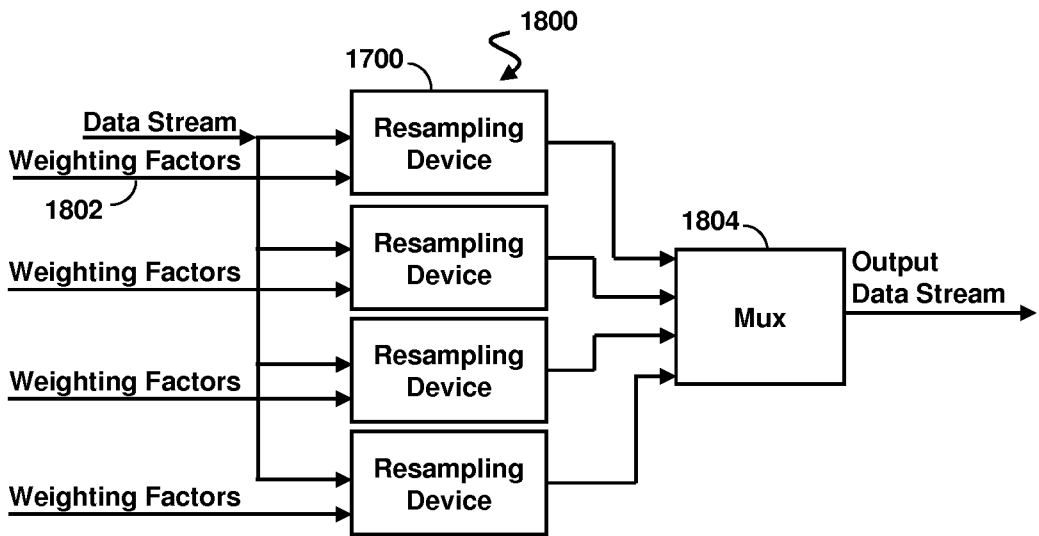 1800
1700
Data Stream
Resampling
Device
Weighting Factors
1802
Resampling
Device
Weighting Factors
1804
Output
Data Stream
Mux
Resampling
Device
Weighting Factors
Resampling
Device
Weighting Factors